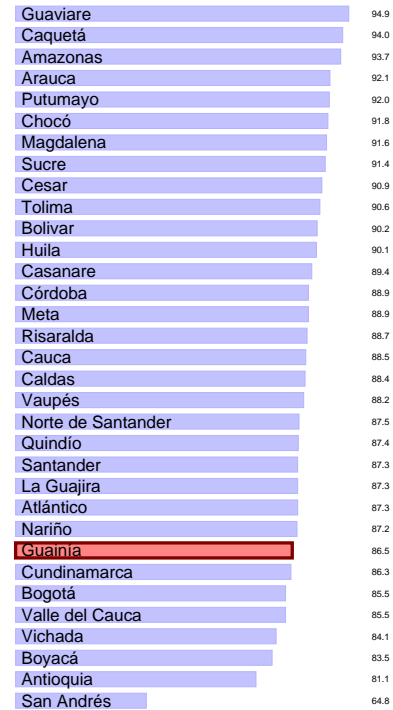 Guaviare 94.9
Caquetá 94.0
Amazonas 93.7
Arauca 92.1
Putumayo 92.0
Chocó 91.8
Magdalena 91.6
Sucre 91.4
Cesar 90.9
Tolima 90.6
Bolivar 90.2
Huila 90.1
Casanare 89.4
Córdoba 88.9
Meta 88.9
Risaralda 88.7
Cauca 88.5
Caldas 88.4
Vaupés 88.2
Norte de Santander 87.5
Quindío 87.4
Santander 87.3
La Guajira 87.3
Atlántico 87.3
Nariño 87.2
Guainía 86.5
Cundinamarca 86.3
Bogotá 85.5
Valle del Cauca 85.5
Vichada 84.1
Boyacá 83.5
Antioquia 81.1
San Andrés 64.8